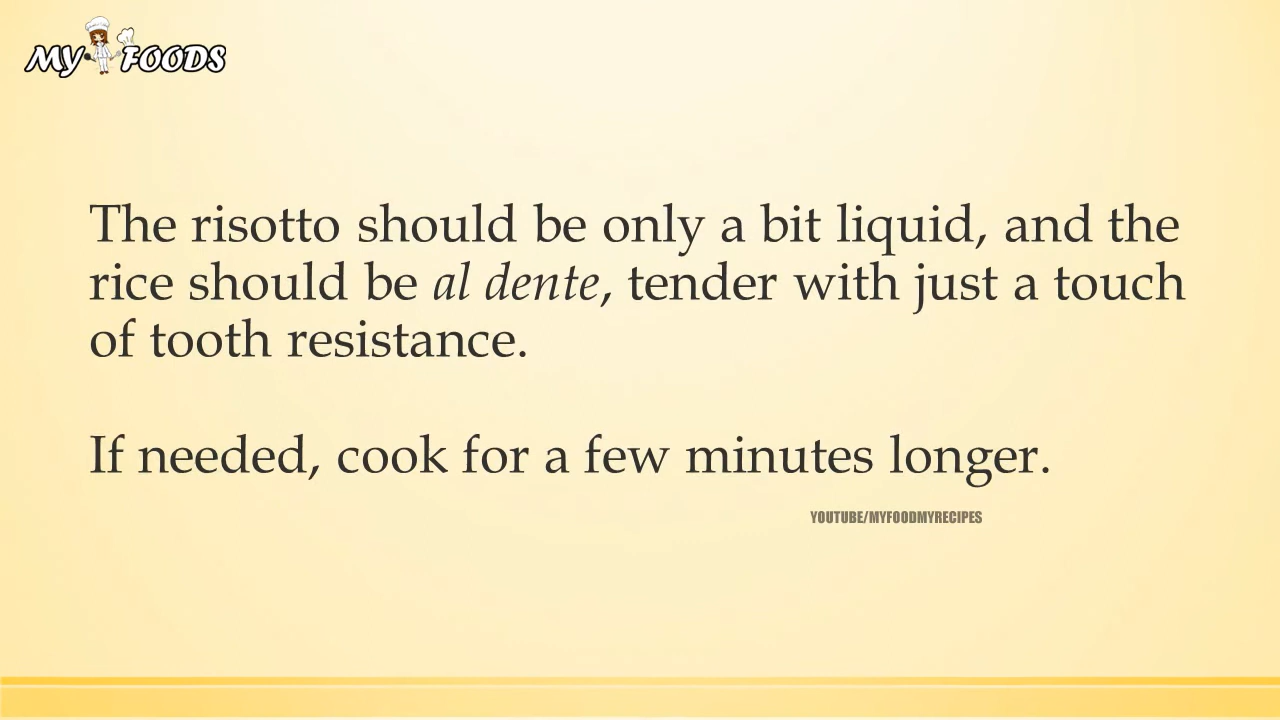 MY FOODS
The risotto should be only a bit liquid, and the
rice should be al dente, tender with just a touch
of tooth resistance.
If needed, cook for a few minutes longer.
YOUTUBE/MYFOODMYRECIPES